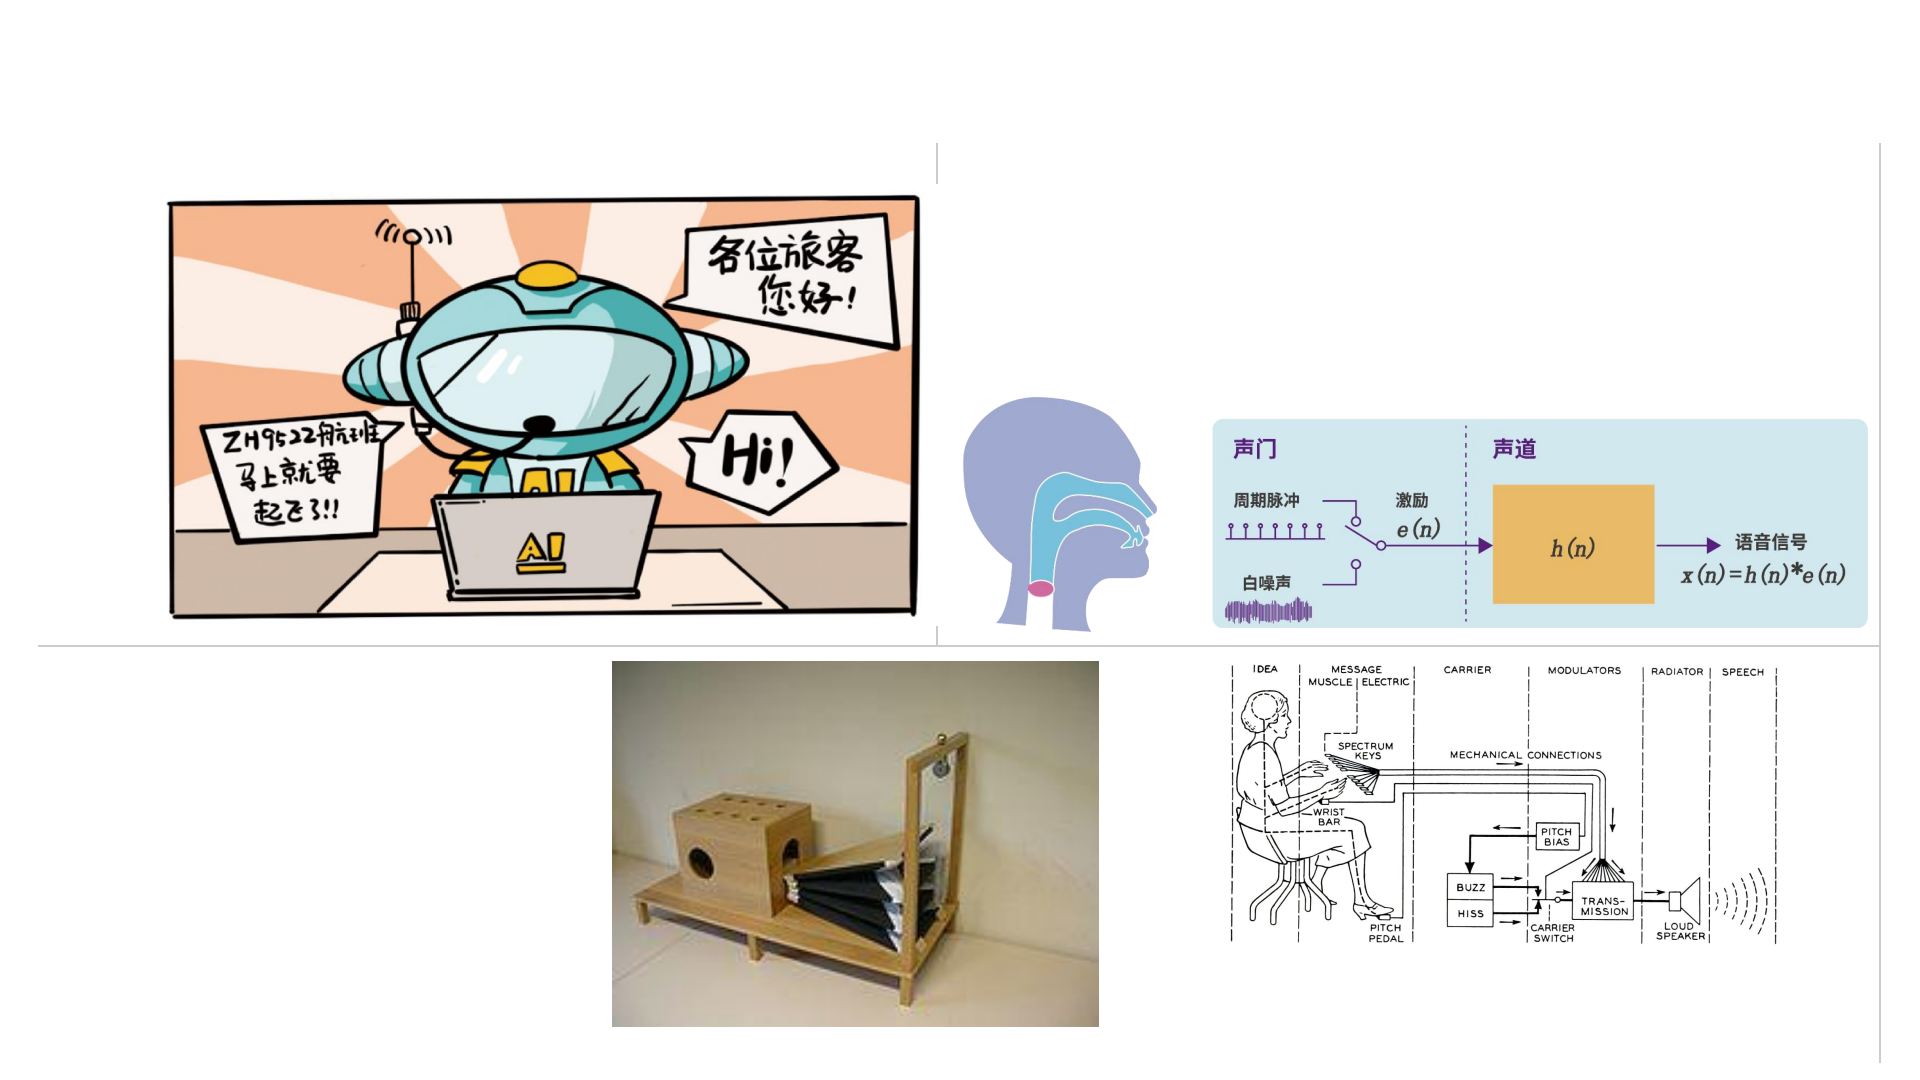 各位旅客
您好!
ZH9522航班
马上就要
起飞了!!
Hi!
AI
AI
声门
声道
周期脉冲
激励
e(n)
白噪声
h(n)
语音信号
x(n)=h(n)*e(n)
IDEA
MESSAGE
MUSCLE ELECTRIC
CARRIER
MODULATORS
RADIATOR
SPEECH
SPECTRUM
KEYS
MECHANICAL CONNECTIONS
WRIST
BAR
PITCH
BIAS
BUZZ
HISS
TRANS-
MISSION
CARRIER
SWITCH
LOUD
SPEAKER
PITCH
PEDAL